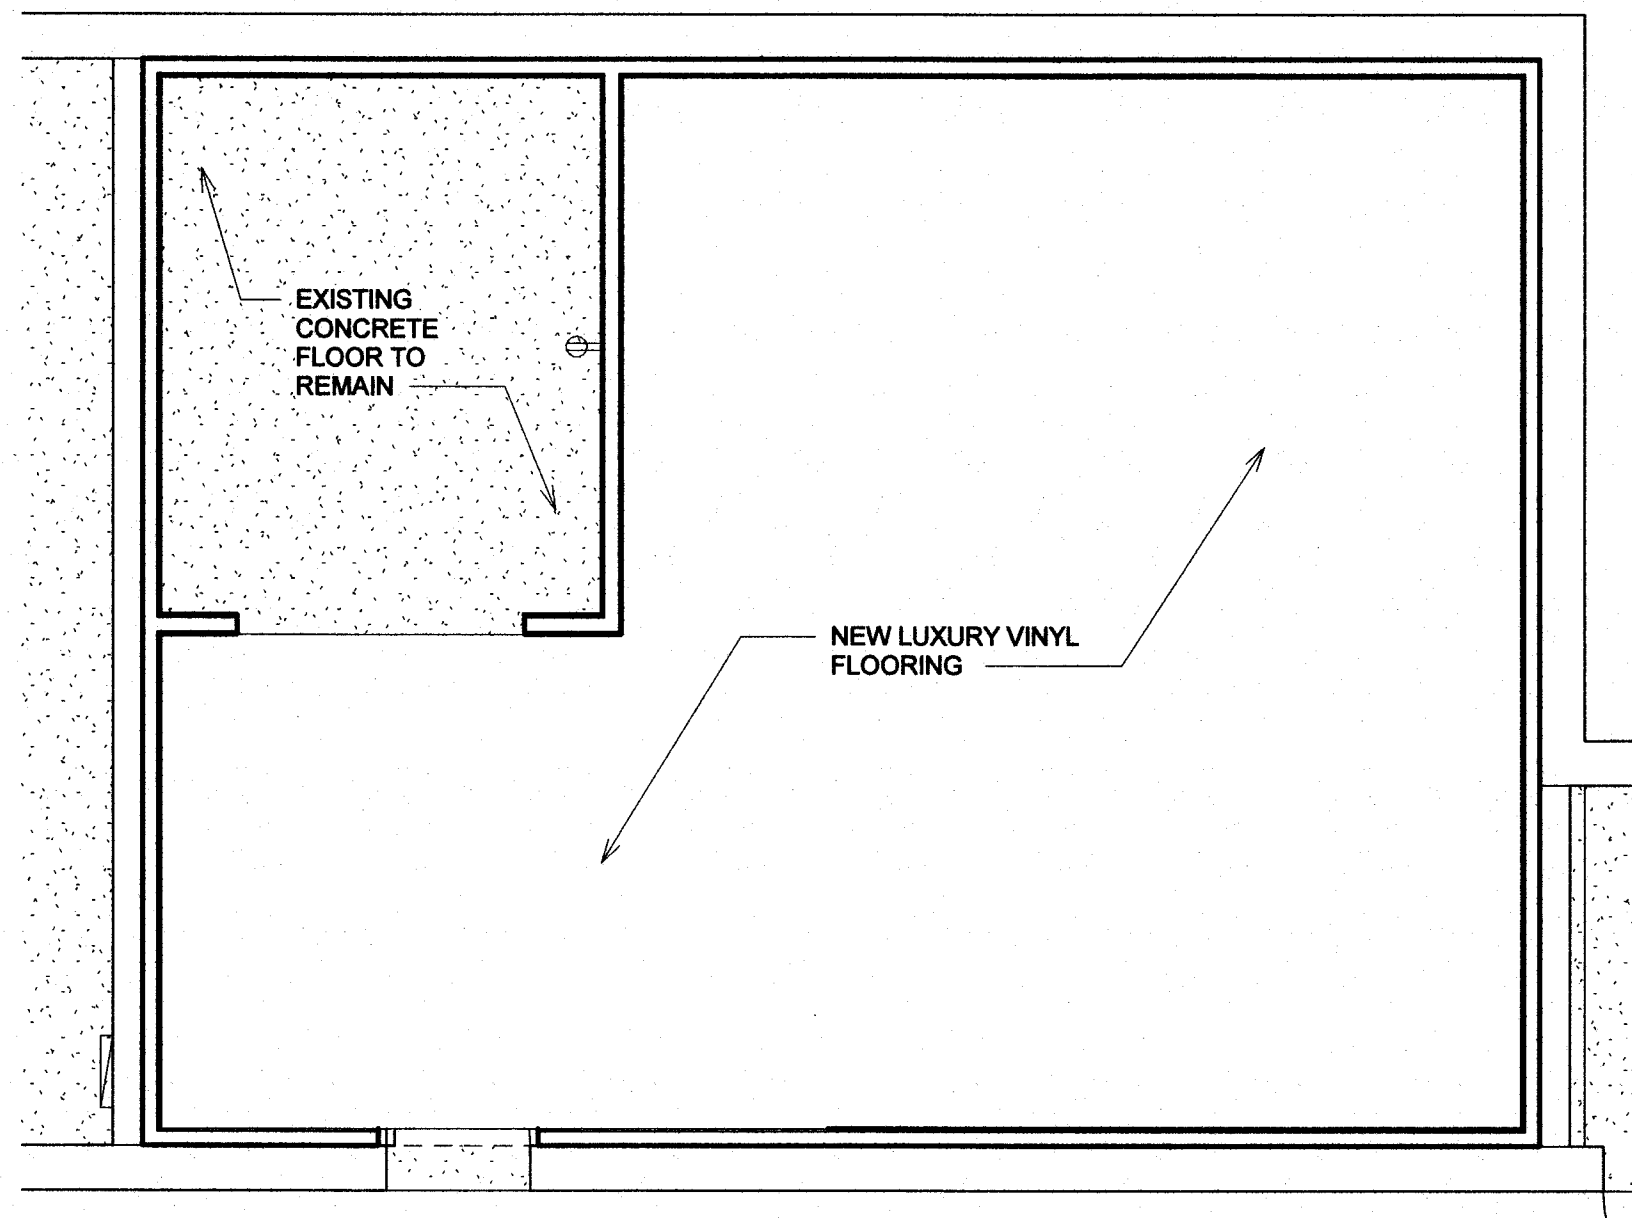 EXISTING
CONCRETE
FLOOR TO
REMAIN
NEW LUXURY VINYL
FLOORING